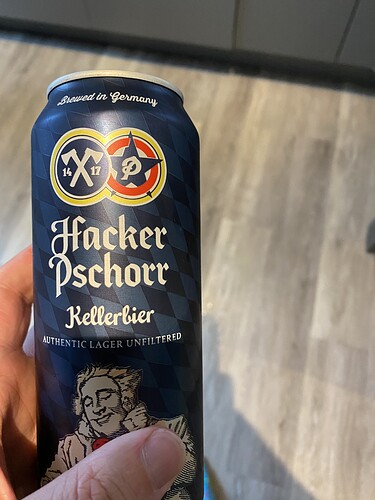 Brewed in Germany
14 17 P
Hacker
Pschorr
Kellerbier
AUTHENTIC LAGER UNFILTERED